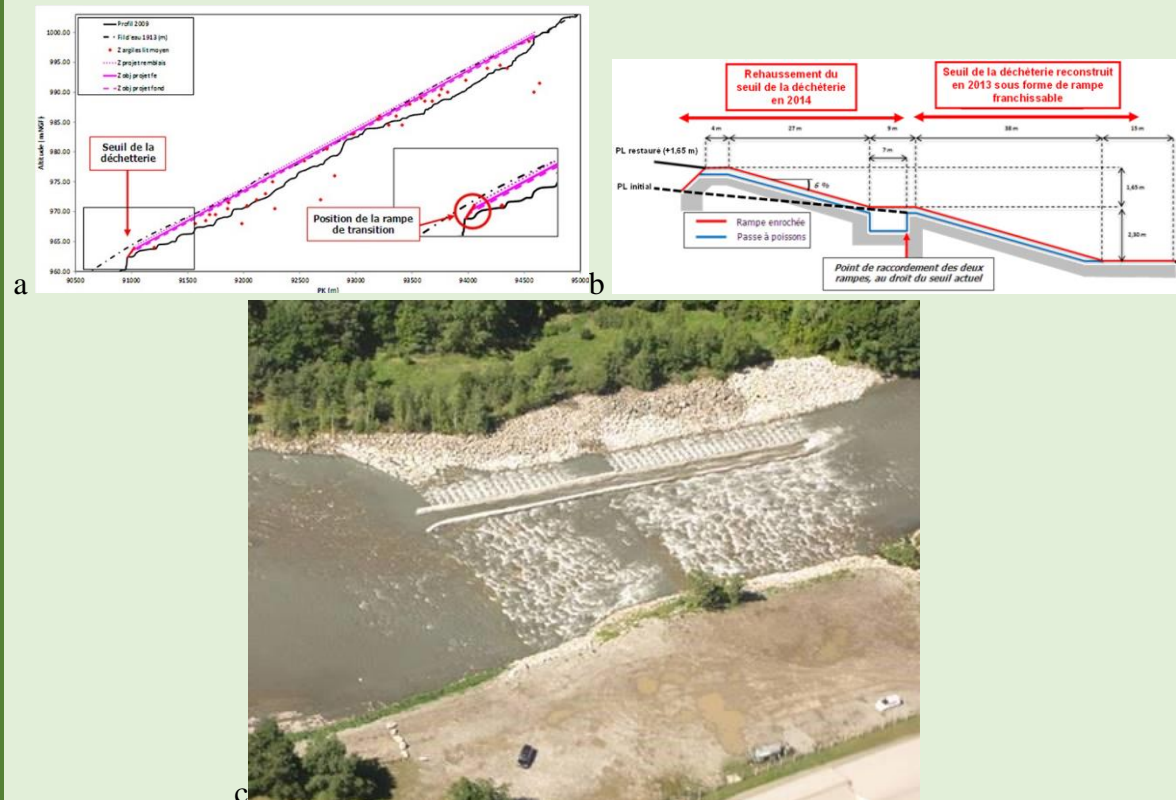 1000.00
995.00
990.00
985.00
980.00
975.00
970.00
965.00
960.00
Altitude (mNGF)
Profil 2009
Fil d'eau 1913 (m)
Z argiles lit moyen
Z projet remblais
Z obj projet fe
Z obj projet fond
Seuil de la
déchetterie
Position de la rampe
de transition
90500
91000
91500
92000
92500
93000
93500
94000
94500
95000
PK (m)
a
Rehaussement du
seuil de la déchèterie
en 2014
Seuil de la déchèterie reconstruit
en 2013 sous forme de rampe
franchissable
4 m
27 m
9 m
7 m
15 m
PL restauré (+1,65 m)
PL initial
6 %
1,65 m
2,30 m
Rampe enrochée
Passe à poissons
Point de raccordement des deux
rampes, au droit du seuil actuel
b
c